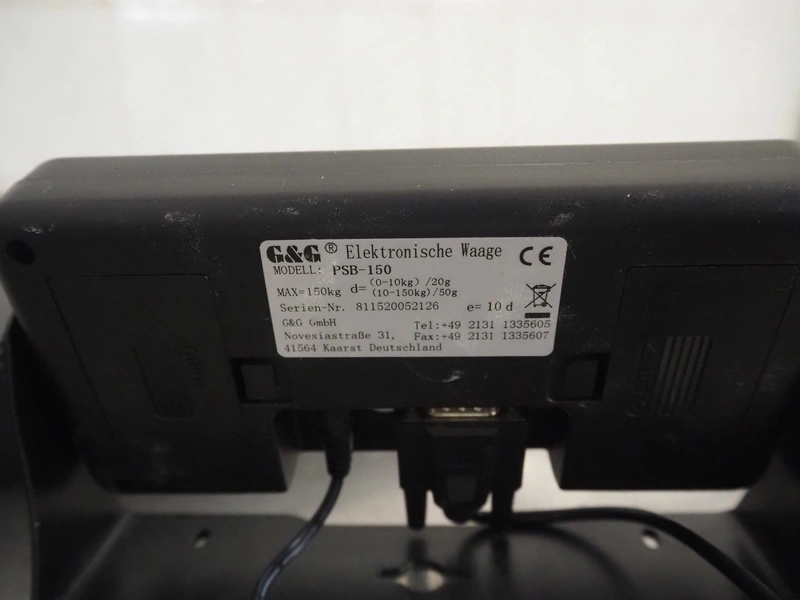 G&G® Elektronische Waage CE
MODELL: PSB-150
MAX=150kg d= (0-10kg) /20g
(10-150kg)/50g
Serien-Nr. 811520052126 e= 10 d
G&G GmbH Tel:+49 2131 1335605
Novesiastraße 31, Fax:+49 2131 1335607
41564 Kaarst Deutschland